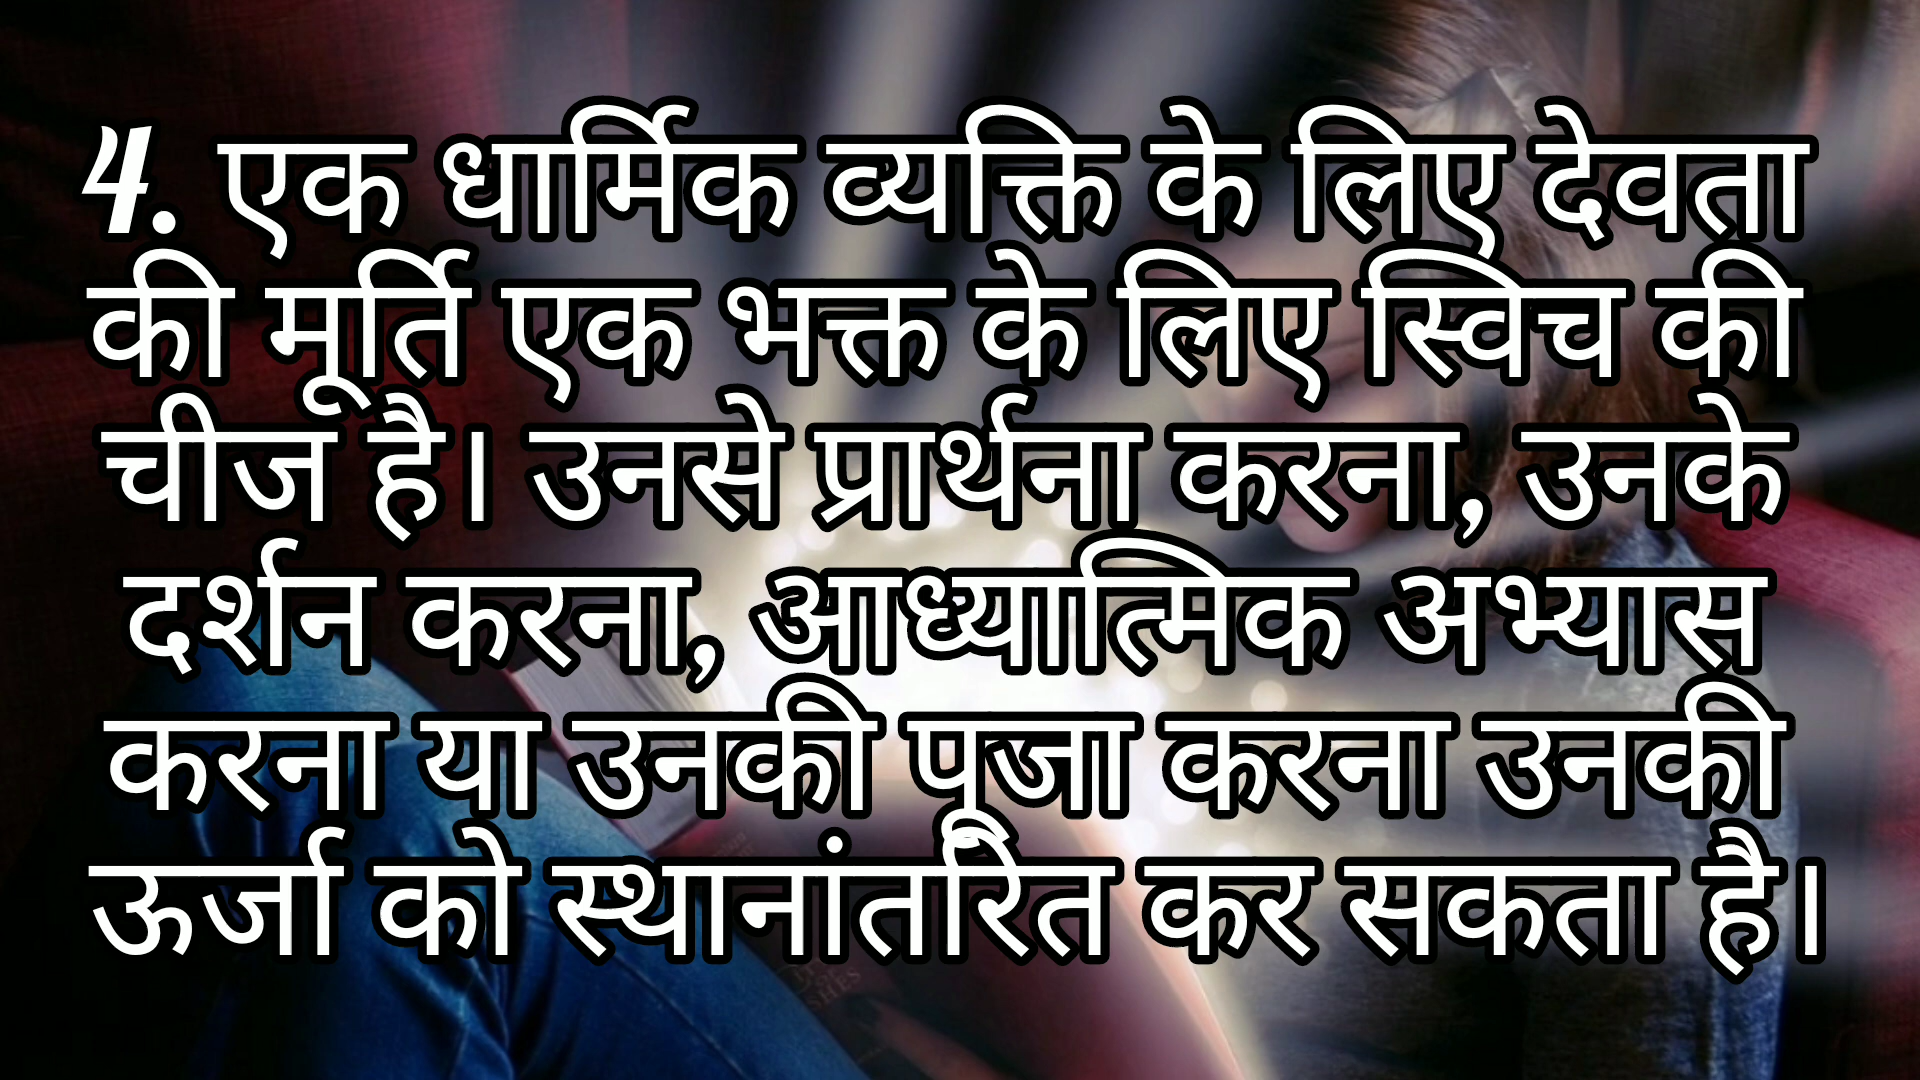 4. एक धार्मिक व्यक्ति के लिए देवता
की मूर्ति एक भक्त के लिए स्विच की
चीज है। उनसे प्रार्थना करना, उनके
दर्शन करना, आध्यात्मिक अभ्यास
करना या उनकी पूजा करना उनकी
ऊर्जा को स्थानांतरित कर सकता है।